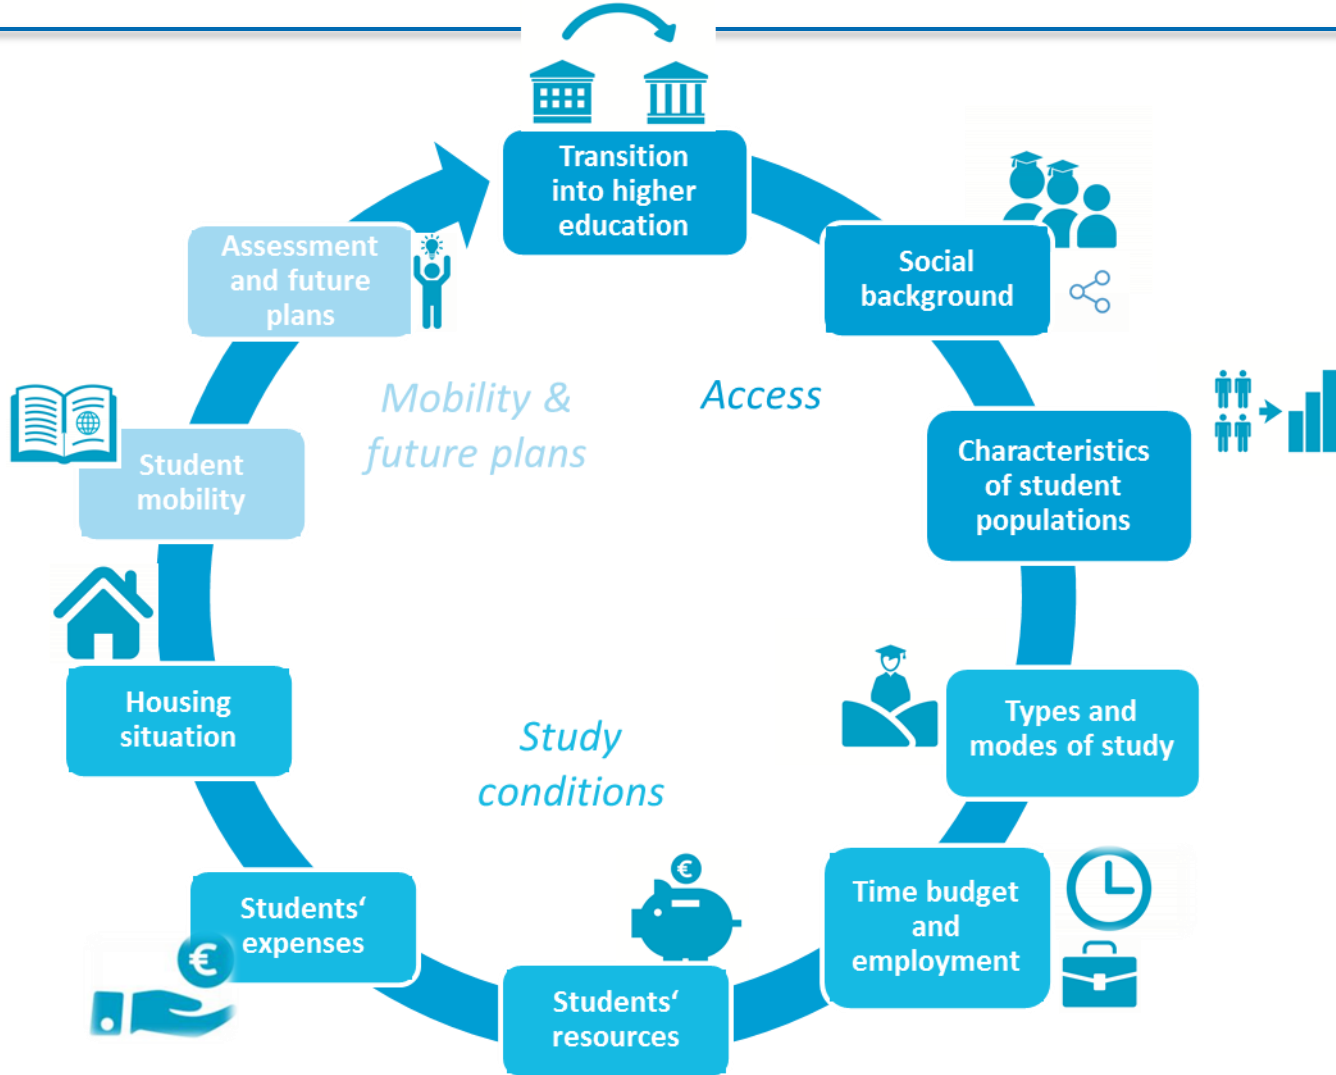 Transition
into higher
education
Social
background
Characteristics
of student
populations
Types and
modes of study
Time budget
and
employment
€
Students‘
resources
Students‘
expenses
€
Housing
situation
Student
mobility
Assessment
and future
plans
Mobility &
future plans
Access
Study
conditions